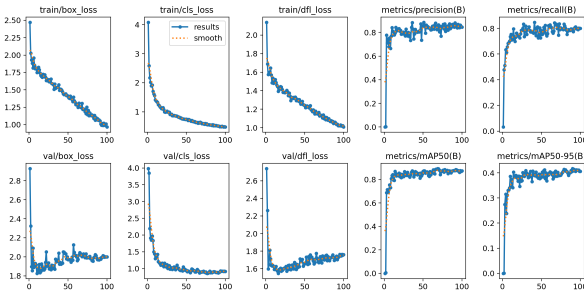 train/box_loss
train/cls_loss
train/dfl_loss
metrics/precision(B)
metrics/recall(B)
2.50
2.25
2.00
1.75
1.50
1.25
1.00
0 50 100
4
3
2
1
results
smooth
0 50 100
2.0
1.8
1.6
1.4
1.2
1.0
0 50 100
0.8
0.6
0.4
0.2
0.0
0 50 100
0.8
0.6
0.4
0.2
0.0
0 50 100
val/box_loss
val/cls_loss
val/dfl_loss
metrics/mAP50(B)
metrics/mAP50-95(B)
2.8
2.6
2.4
2.2
2.0
1.8
0 50 100
4.0
3.5
3.0
2.5
2.0
1.5
1.0
0 50 100
2.6
2.4
2.2
2.0
1.8
1.6
0 50 100
0.8
0.6
0.4
0.2
0.0
0 50 100
0.4
0.3
0.2
0.1
0.0
0 50 100